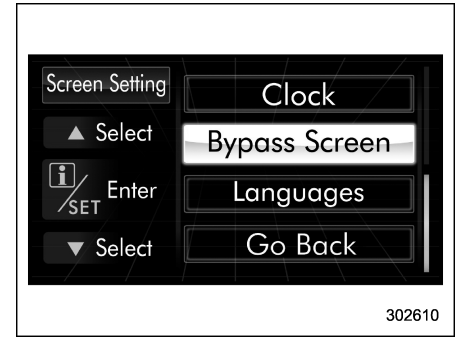 Screen Setting
▲ Select
i/SET Enter
▼ Select
Clock
Bypass Screen
Languages
Go Back
302610